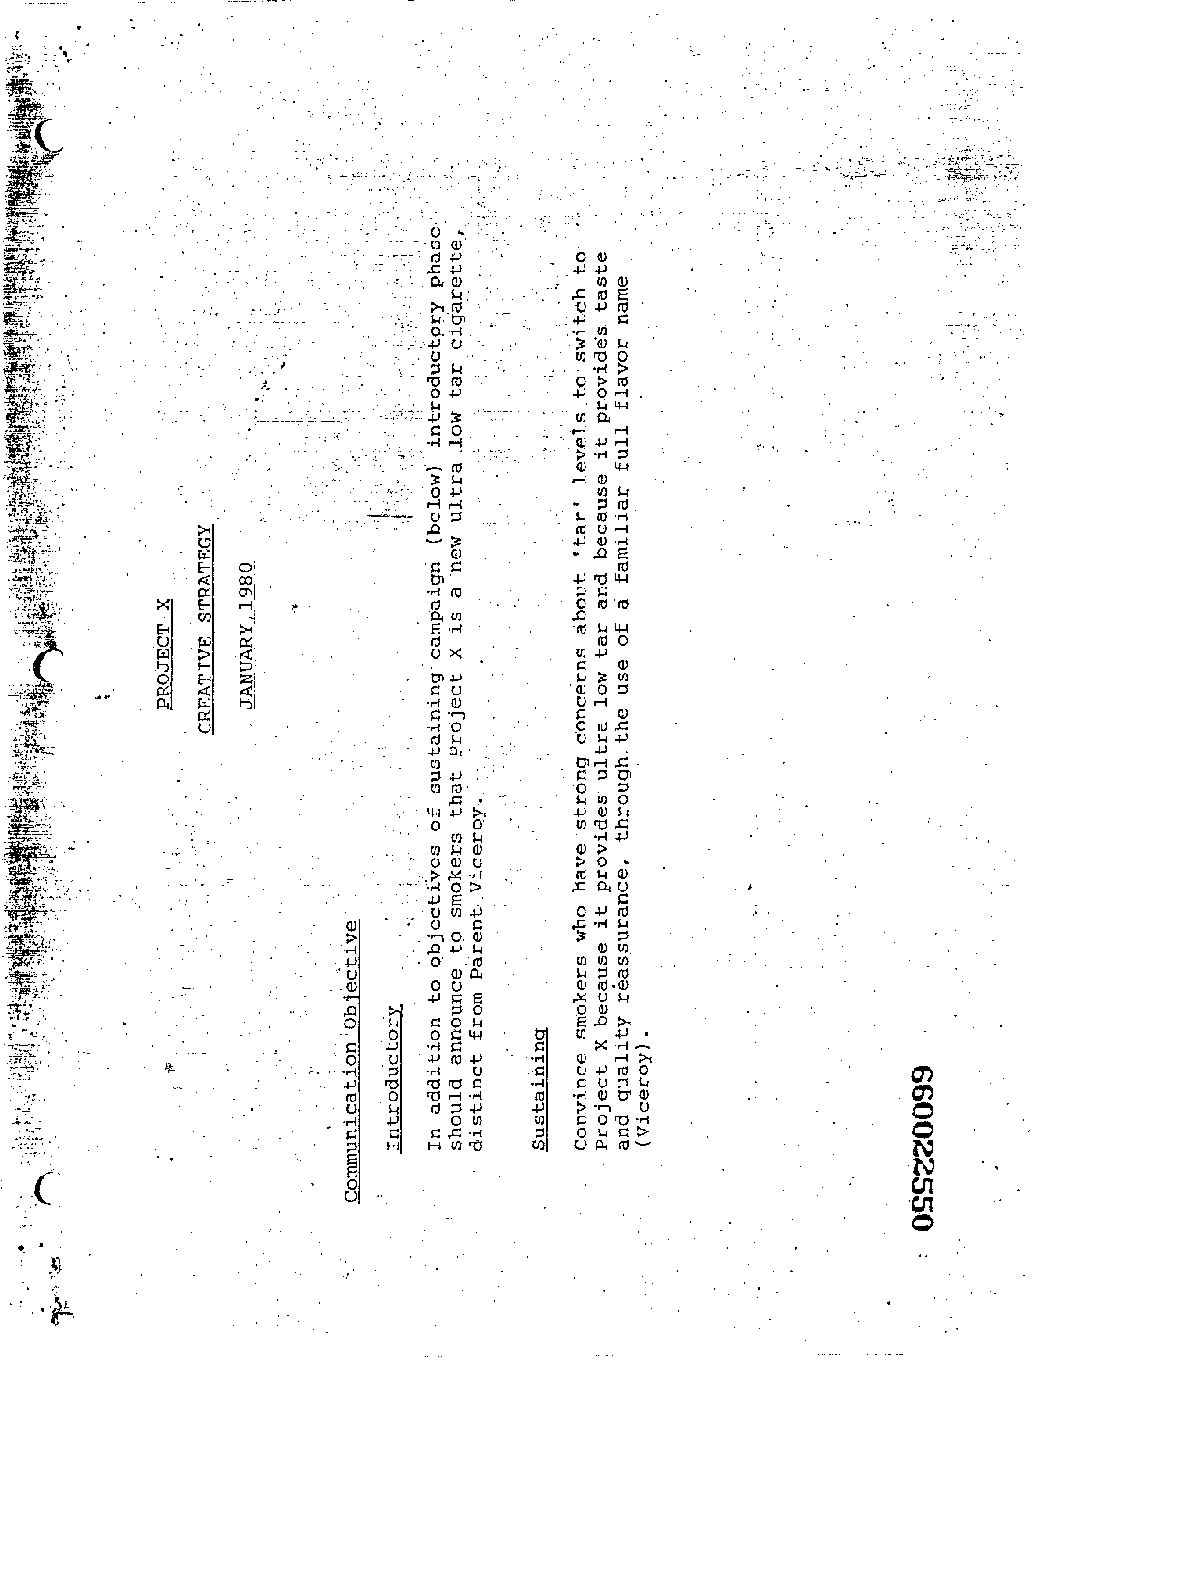 PROJECT X
CREATIVE STRATEGY
JANUARY, 1980
Communication Objective
Introductory
In addition to objectives of sustaining campaign (below) introductory phase
should announce to smokers that Project X is a new ultra low tar cigarette,
distinct from Parent Viceroy.
Sustaining
Convince smokers who have strong concerns about 'tar' levels to switch to
Project X because it provides ultra low tar and because it provides taste
and quality reassurance, through the use of a familiar full flavor name
(Viceroy).
660022550